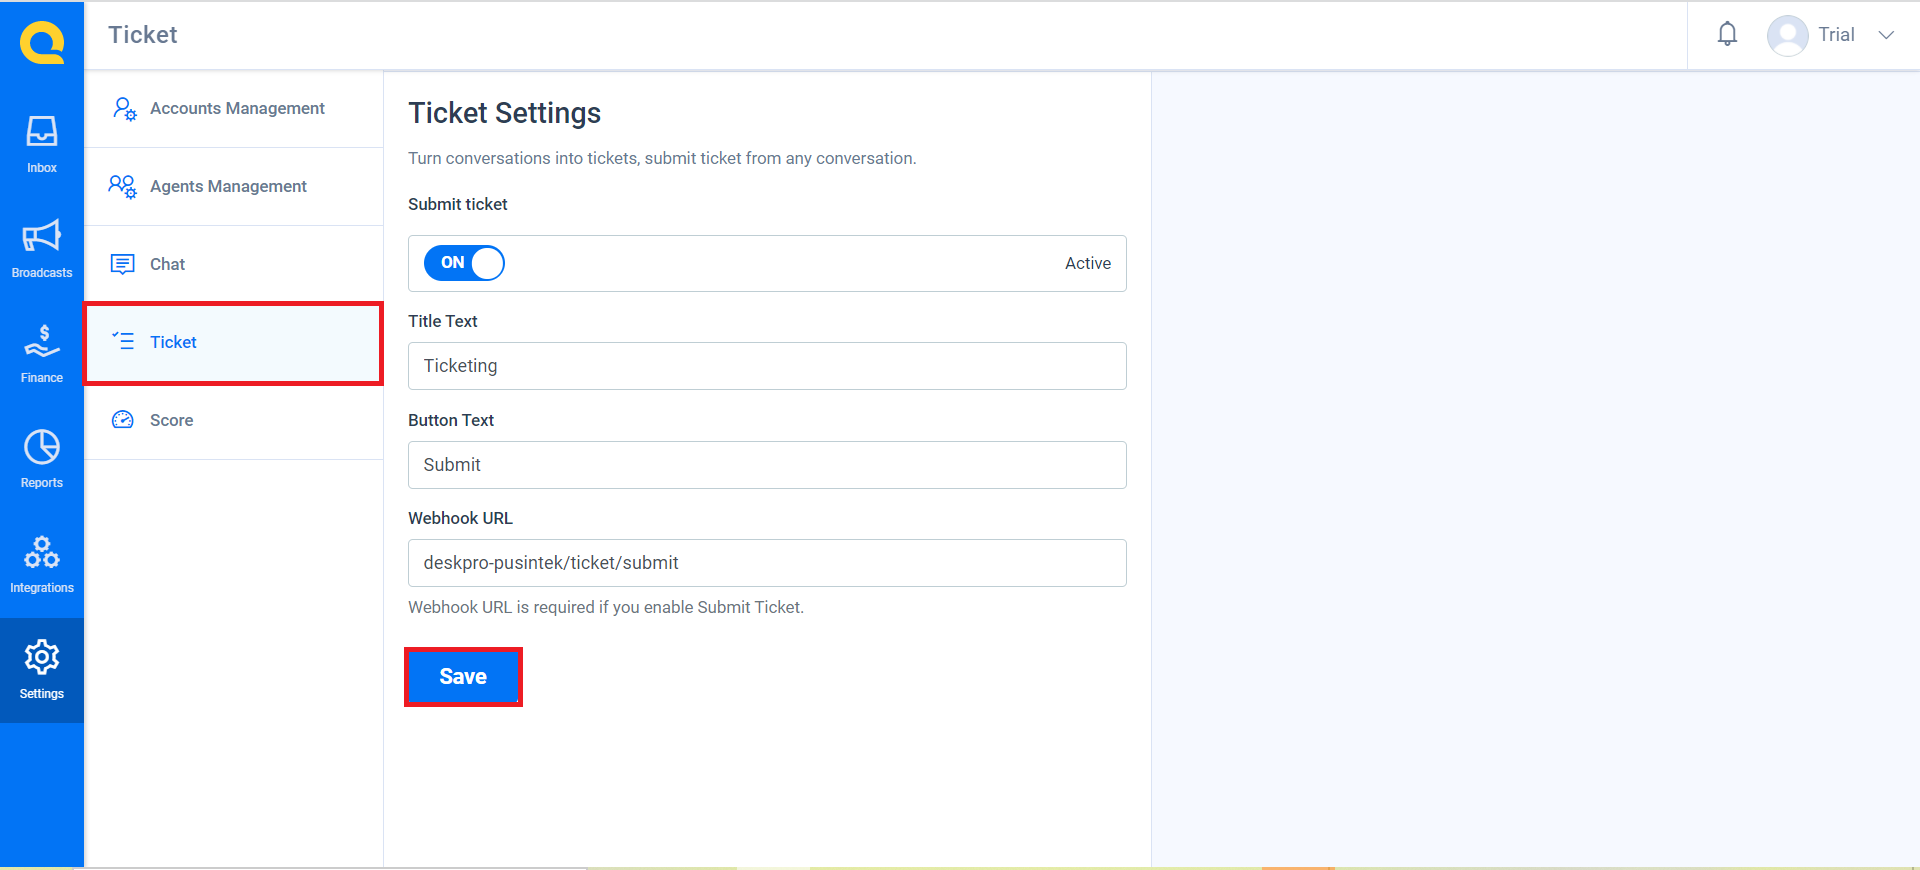 Ticket
Trial
Inbox
Broadcasts
Finance
Reports
Integrations
Settings
Accounts Management
Agents Management
Chat
Ticket
Score
Ticket Settings
Turn conversations into tickets, submit ticket from any conversation.
Submit ticket
ON
Active
Title Text
Ticketing
Button Text
Submit
Webhook URL
deskpro-pusintek/ticket/submit
Webhook URL is required if you enable Submit Ticket.
Save